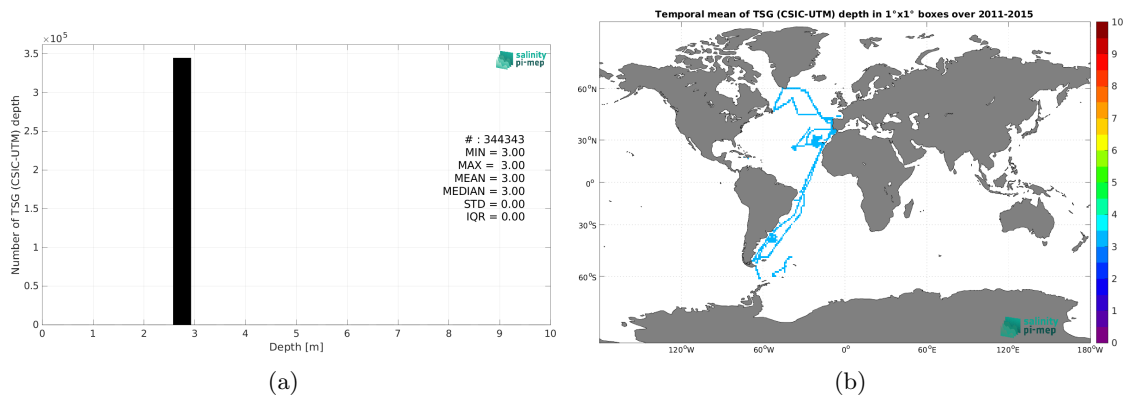 ×10⁵
3.5
3
2.5
2
1.5
1
0.5
0
Number of TSG (CSIC-UTM) depth
0 1 2 3 4 5 6 7 8 9 10
Depth [m]
salinity
pi-mep
# : 344343
MIN = 3.00
MAX = 3.00
MEAN = 3.00
MEDIAN = 3.00
STD = 0.00
IQR = 0.00
(a)
Temporal mean of TSG (CSIC-UTM) depth in 1°x1° boxes over 2011-2015
60°N
30°N
0°
30°S
60°S
120°W 60°W 0° 60°E 120°E 180°W
salinity
pi-mep
10
9
8
7
6
5
4
3
2
1
0
(b)